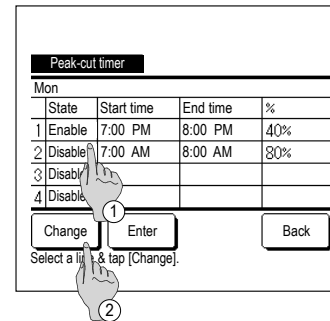 Peak-cut timer
Mon
State Start time End time %
1 Enable 7:00 PM 8:00 PM 40%
2 Disable 7:00 AM 8:00 AM 80%
3 Disabl
4 Disabl
1
Change Enter Back
Select a line & tap [Change].
2